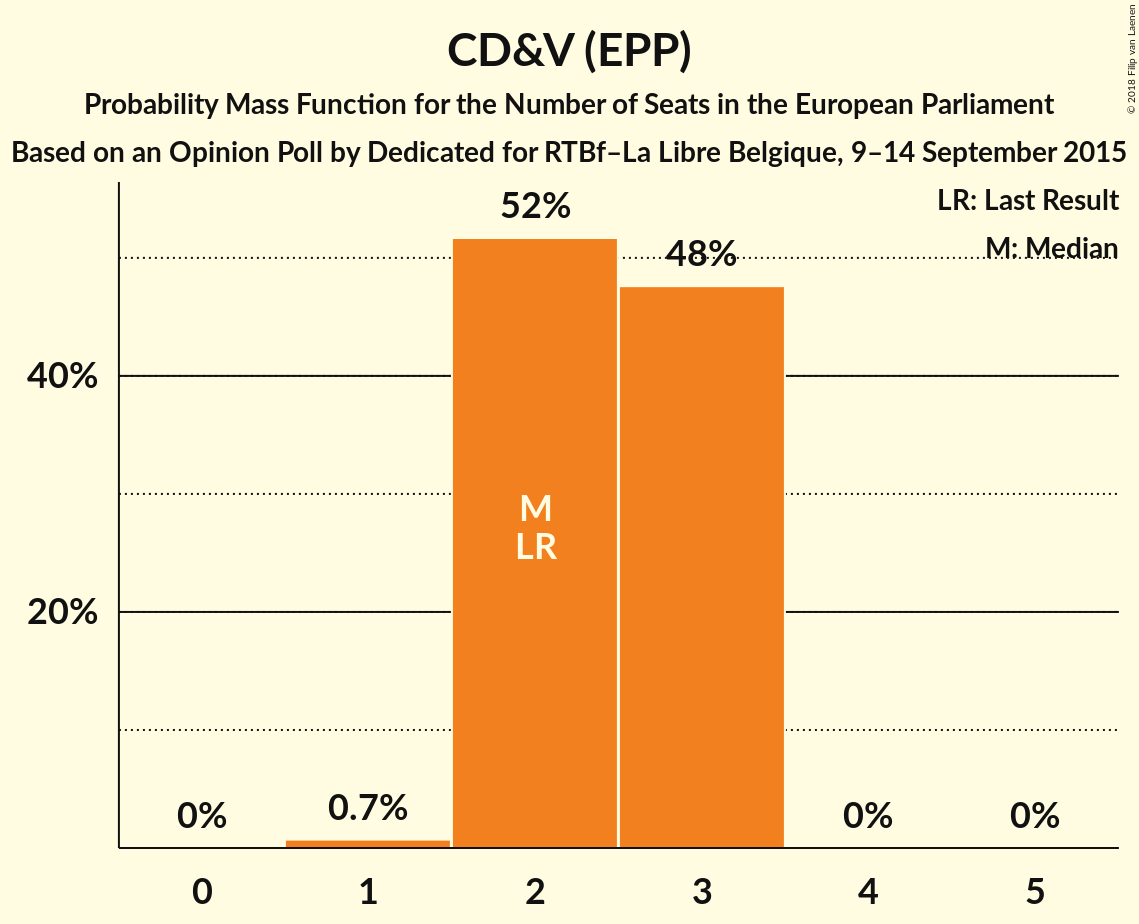 CD&V (EPP)
Probability Mass Function for the Number of Seats in the European Parliament
Based on an Opinion Poll by Dedicated for RTBf–La Libre Belgique, 9–14 September 2015
© 2018 Filip van Laenen
LR: Last Result
M: Median
52%
48%
40%
20%
M
LR
0%
0.7%
0%
0%
0
1
2
3
4
5